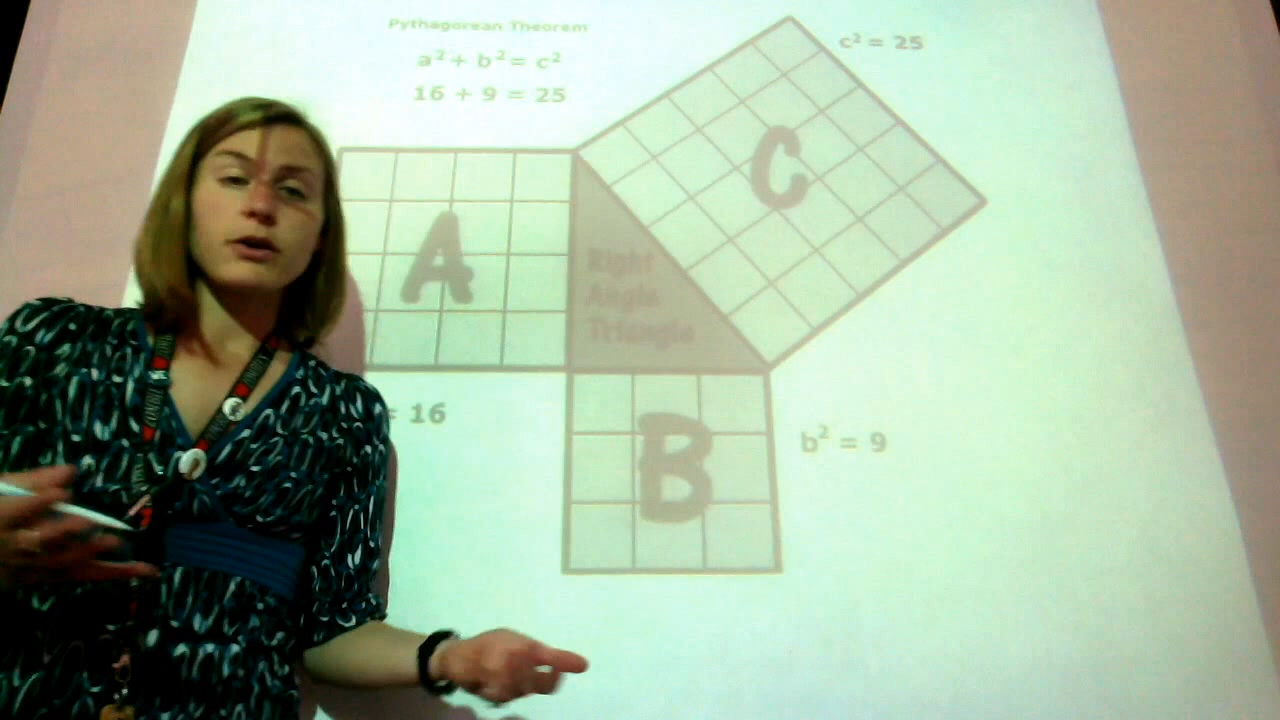 Pythagorean Theorem
a² + b² = c²
16 + 9 = 25
c² = 25
A
C
Right
Angle
Triangle
= 16
B
b² = 9